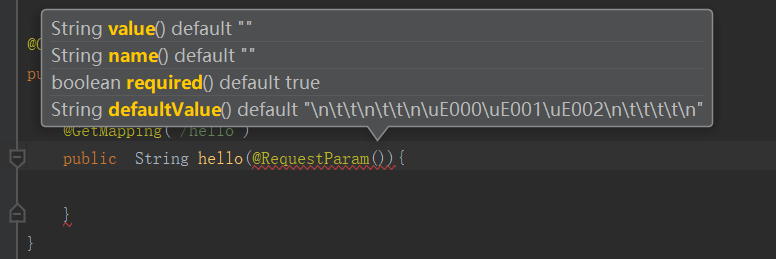 String value() default ""
String name() default ""
boolean required() default true
String defaultValue() default "\n\t\t\n\t\t\n\uE000\uE001\uE002\n\t\t\t\t\n"
@GetMapping("/hello")
public String hello(@RequestParam()){
}
}